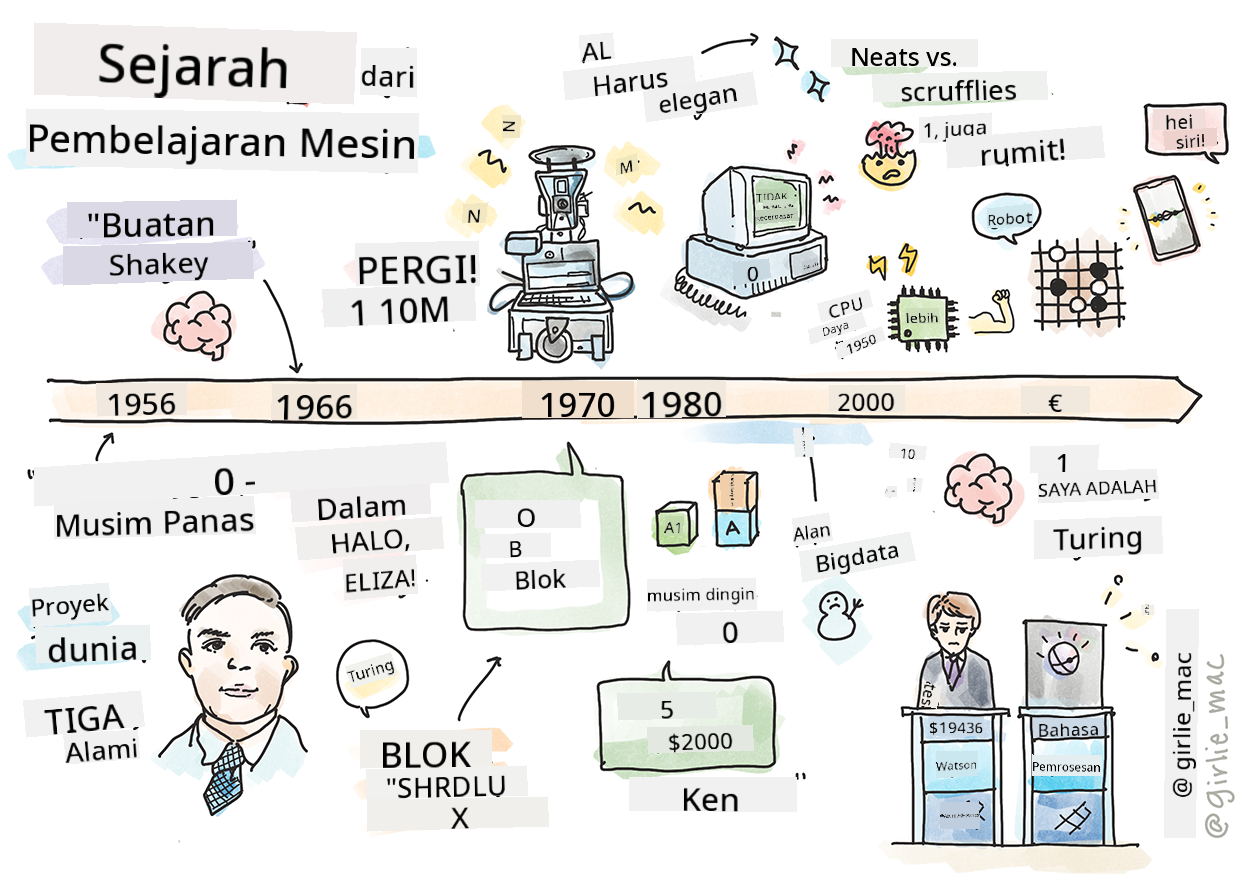 Sejarah dari
Pembelajaran Mesin
"Buatan
Shakey "
AL
Harus
elegan
Neats vs.
scrufflies
1, juga
rumit!
hei
siri!
N
N
M
PERGI!
1 10M
TIDAK
0
Robot
CPU
Daya
1950
lebih
1956 1966 1970 1980 2000 €
0 -
Musim Panas
Dalam
HALO,
ELIZA!
O
B
Blok
A1
A
musim dingin
0
Alan
Bigdata
10
1
SAYA ADALAH
Turing
Proyek
dunia
TIGA
Alami
Turing
BLOK
"SHRDLU
X
5
$2000
Ken "
tes
$19436
Watson
Bahasa
Pemrosesan
@ girlie_mac
@girlie_mac